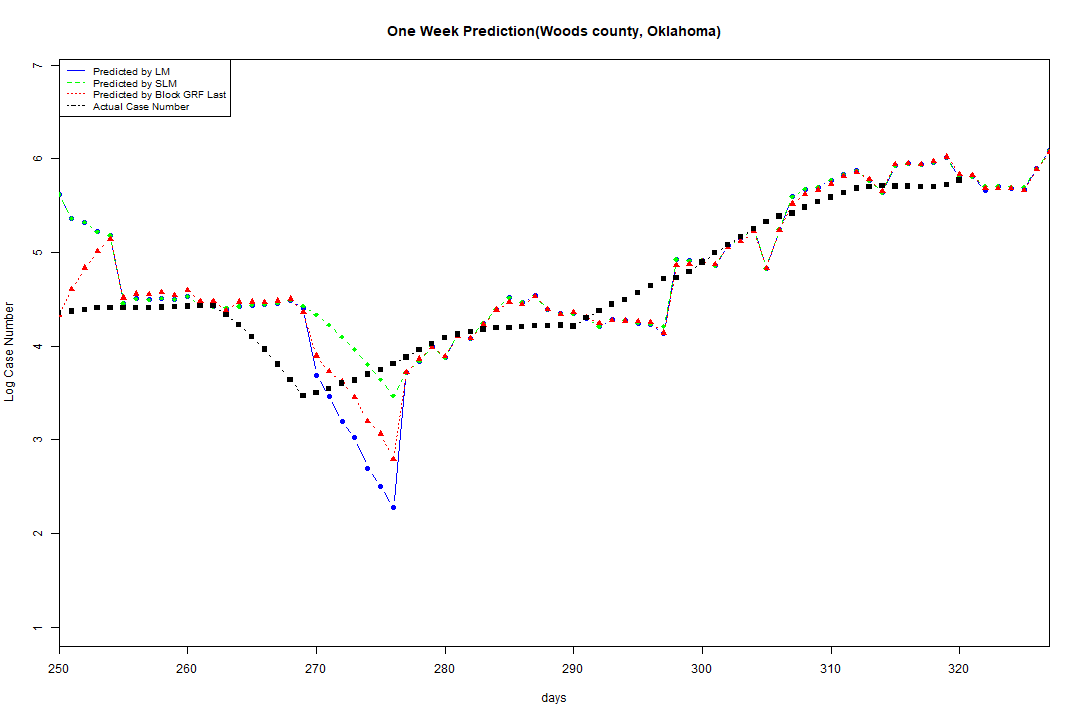 One Week Prediction(Woods county, Oklahoma)
Predicted by LM
Predicted by SLM
Predicted by Block GRF Last
Actual Case Number
7
6
5
4
3
2
1
Log Case Number
250 260 270 280 290 300 310 320
days